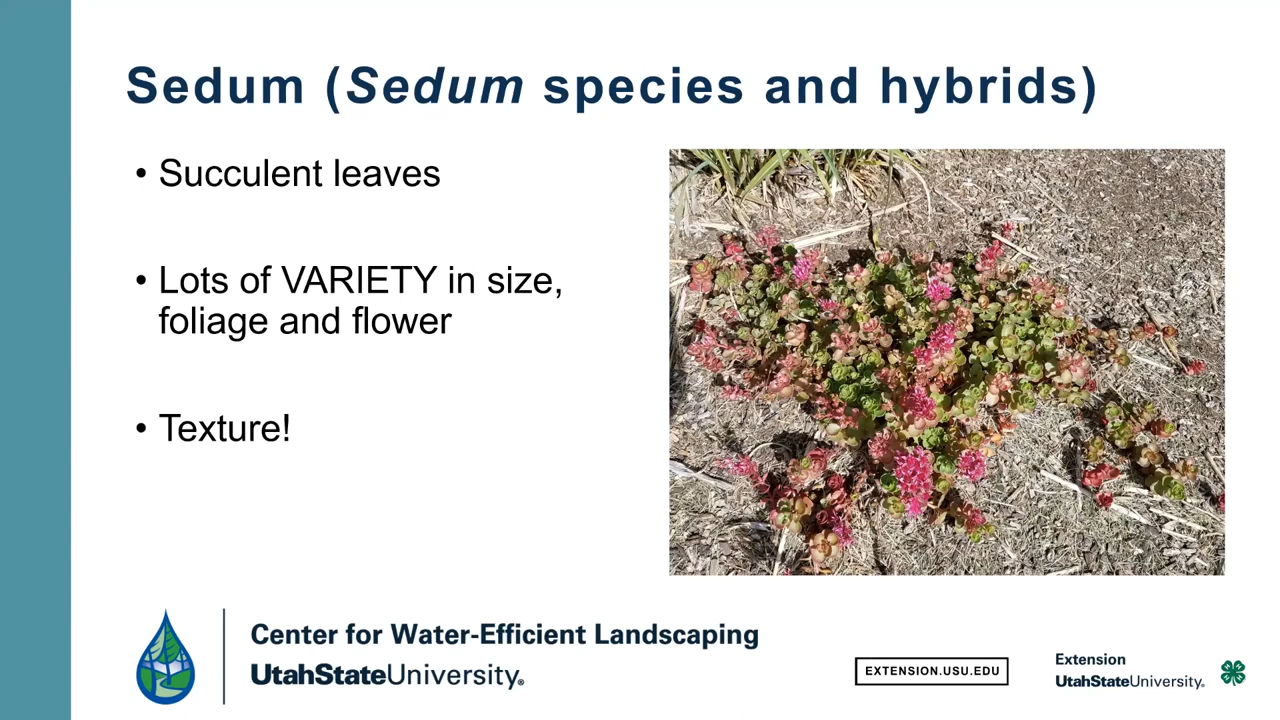 Sedum (Sedum species and hybrids)
• Succulent leaves
• Lots of VARIETY in size,
foliage and flower
• Texture!
Center for Water-Efficient Landscaping
UtahStateUniversity®
EXTENSION.USU.EDU
Extension
UtahStateUniversity®